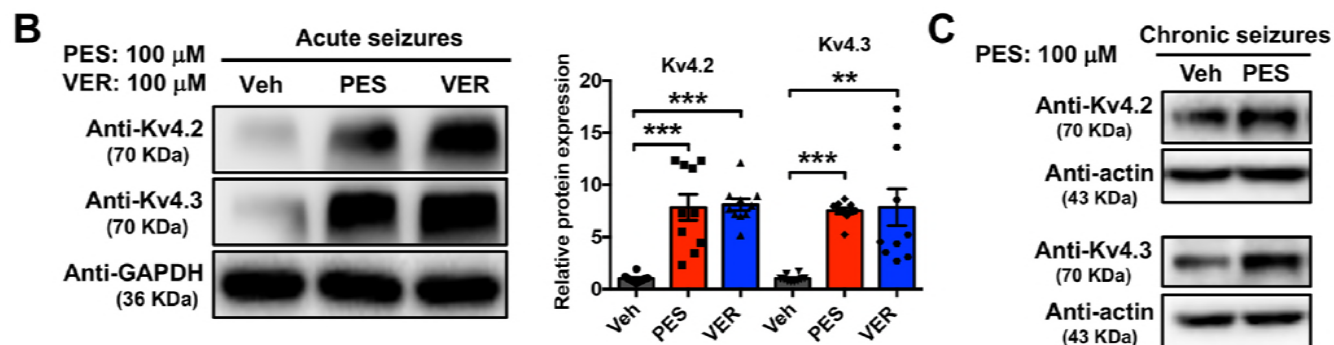 B
Acute seizures
PES: 100 μM
VER: 100 μM
Veh PES VER
Anti-Kv4.2
(70 KDa)
Anti-Kv4.3
(70 KDa)
Anti-GAPDH
(36 KDa)
Relative protein expression
20
15
10
5
0
Kv4.2
Kv4.3
***
***
**
***
Veh PES VER Veh PES VER
C
Chronic seizures
PES: 100 μM
Veh PES
Anti-Kv4.2
(70 KDa)
Anti-actin
(43 KDa)
Anti-Kv4.3
(70 KDa)
Anti-actin
(43 KDa)